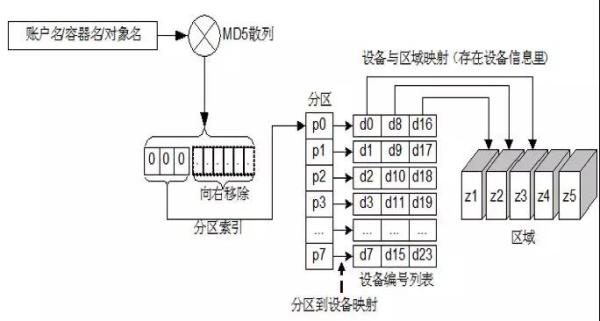 账户名/容器名/对象名
MD5散列
设备与区域映射 (存在设备信息里)
分区
p0 d0 d8 d16
p1 d1 d9 d17
p2 d2 d10 d18
p3 d3 d11 d19
... ... ... ...
p7 d7 d15 d23
0 0 0 . . . . . .
向右移除
分区索引
z1 z2 z3 z4 z5
区域
设备编号列表
分区到设备映射